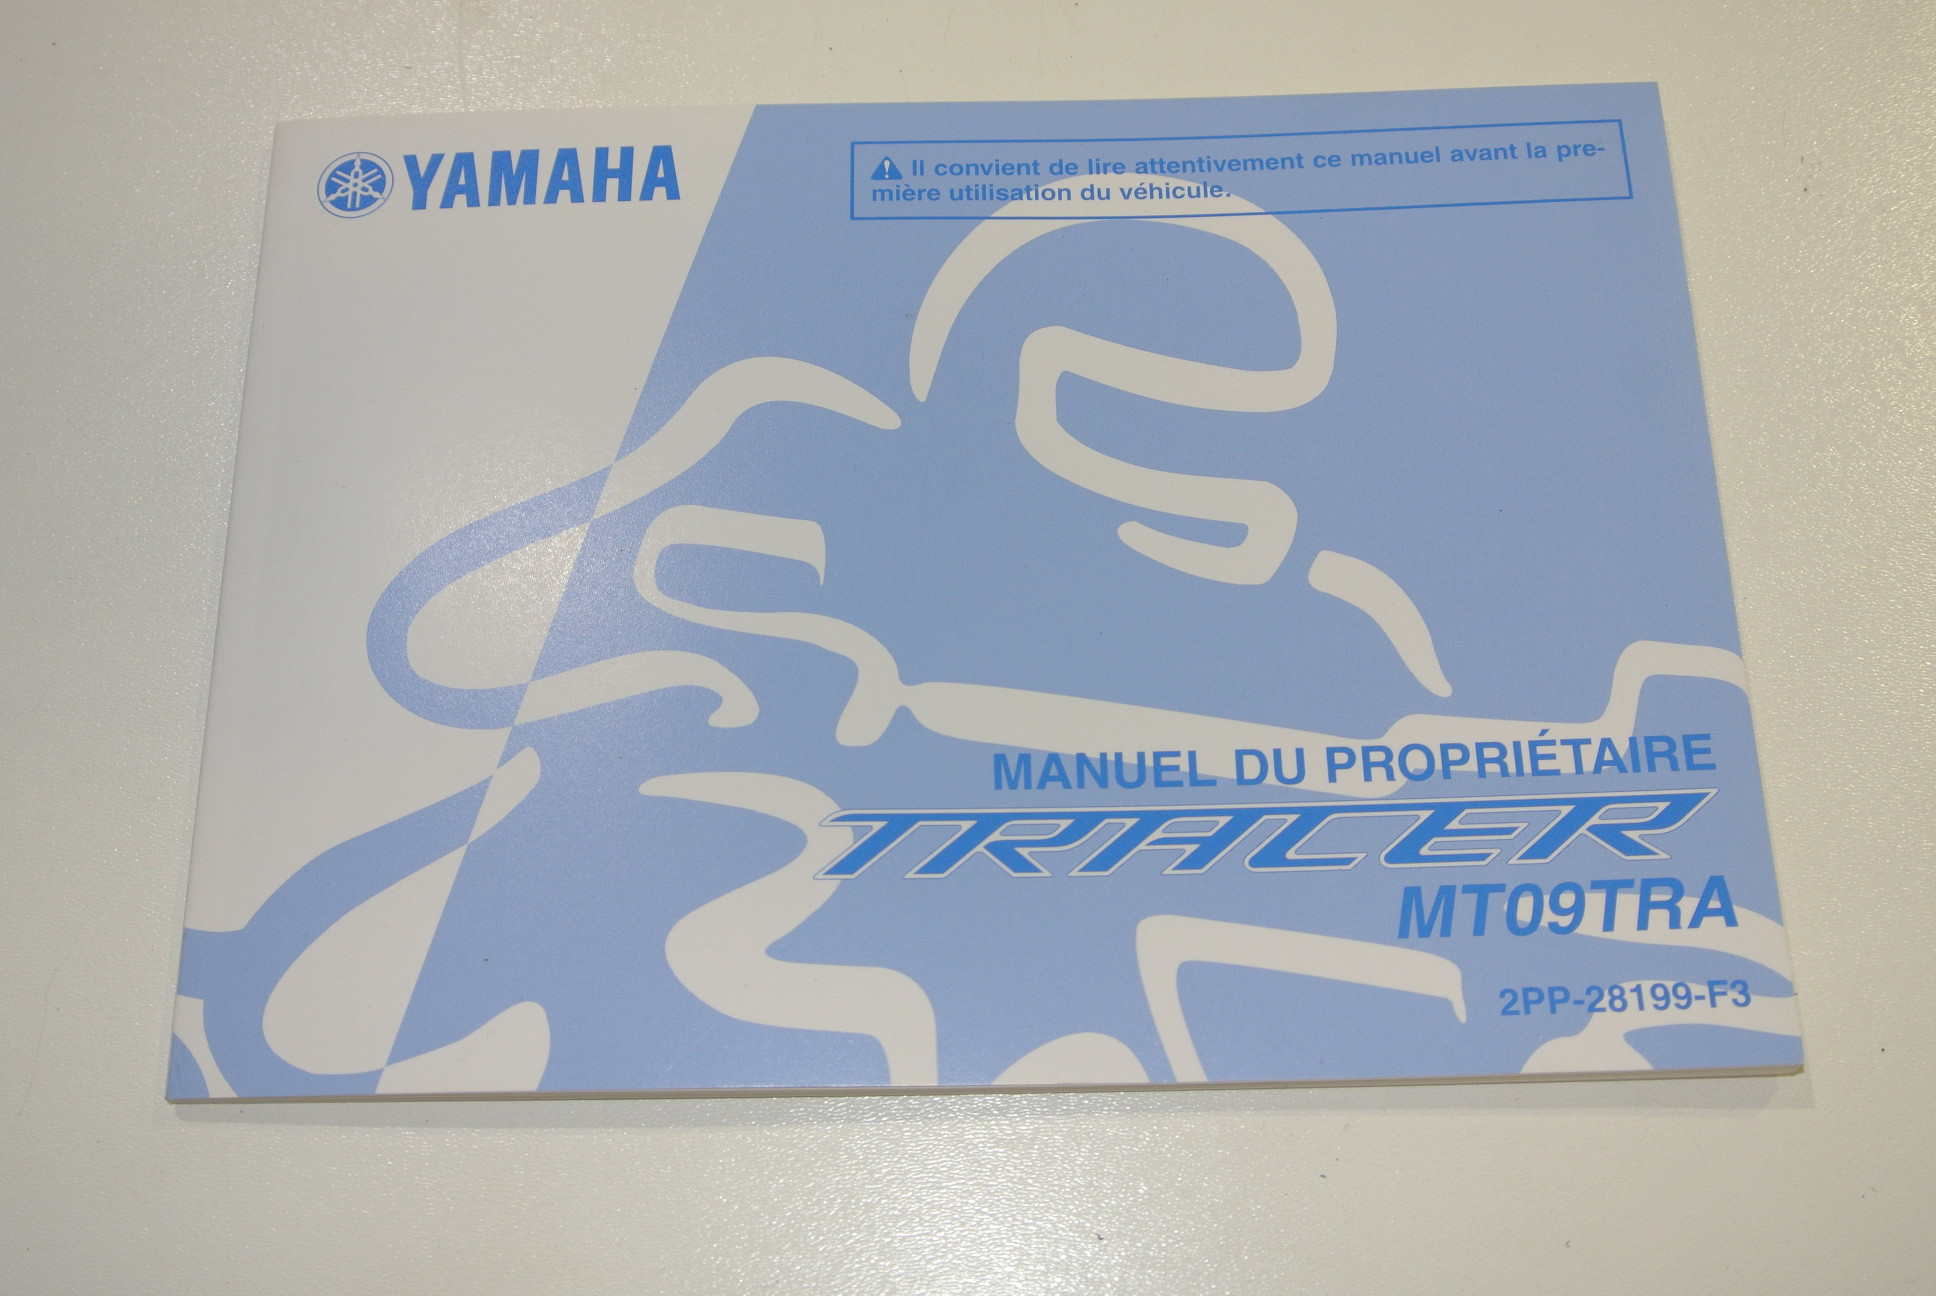 YAMAHA
Il convient de lire attentivement ce manuel avant la pre-
mière utilisation du véhicule.
MANUEL DU PROPRIÉTAIRE
TRACER
MT09TRA
2PP-28199-F3